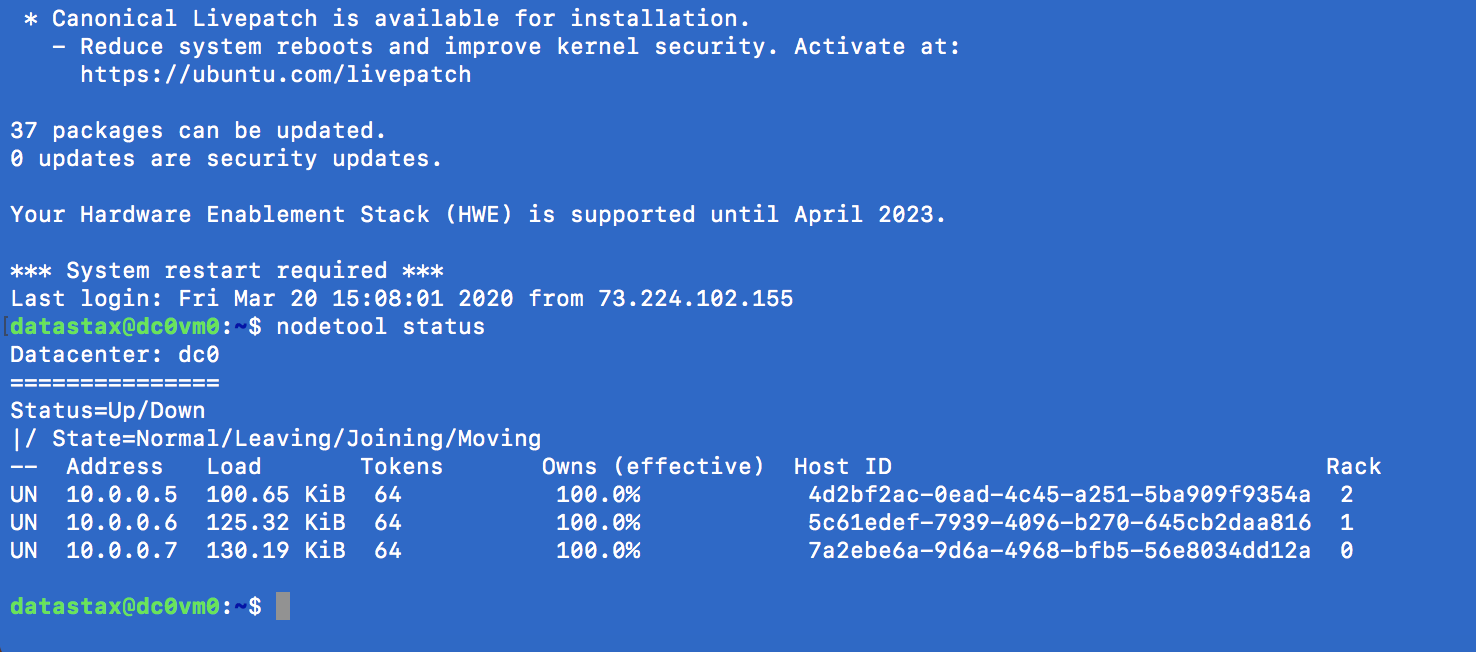 * Canonical Livepatch is available for installation.
- Reduce system reboots and improve kernel security. Activate at:
https://ubuntu.com/livepatch
37 packages can be updated.
0 updates are security updates.
Your Hardware Enablement Stack (HWE) is supported until April 2023.
*** System restart required ***
Last login: Fri Mar 20 15:08:01 2020 from 73.224.102.155
[datastax@dc0vm0:~$ nodetool status
Datacenter: dc0
===============
Status=Up/Down
|/ State=Normal/Leaving/Joining/Moving
--  Address   Load       Tokens       Owns (effective)  Host ID                               Rack
UN  10.0.0.5  100.65 KiB  64           100.0%            4d2bf2ac-0ead-4c45-a251-5ba909f9354a  2
UN  10.0.0.6  125.32 KiB  64           100.0%            5c61edef-7939-4096-b270-645cb2daa816  1
UN  10.0.0.7  130.19 KiB  64           100.0%            7a2ebe6a-9d6a-4968-bfb5-56e8034dd12a  0
datastax@dc0vm0:~$